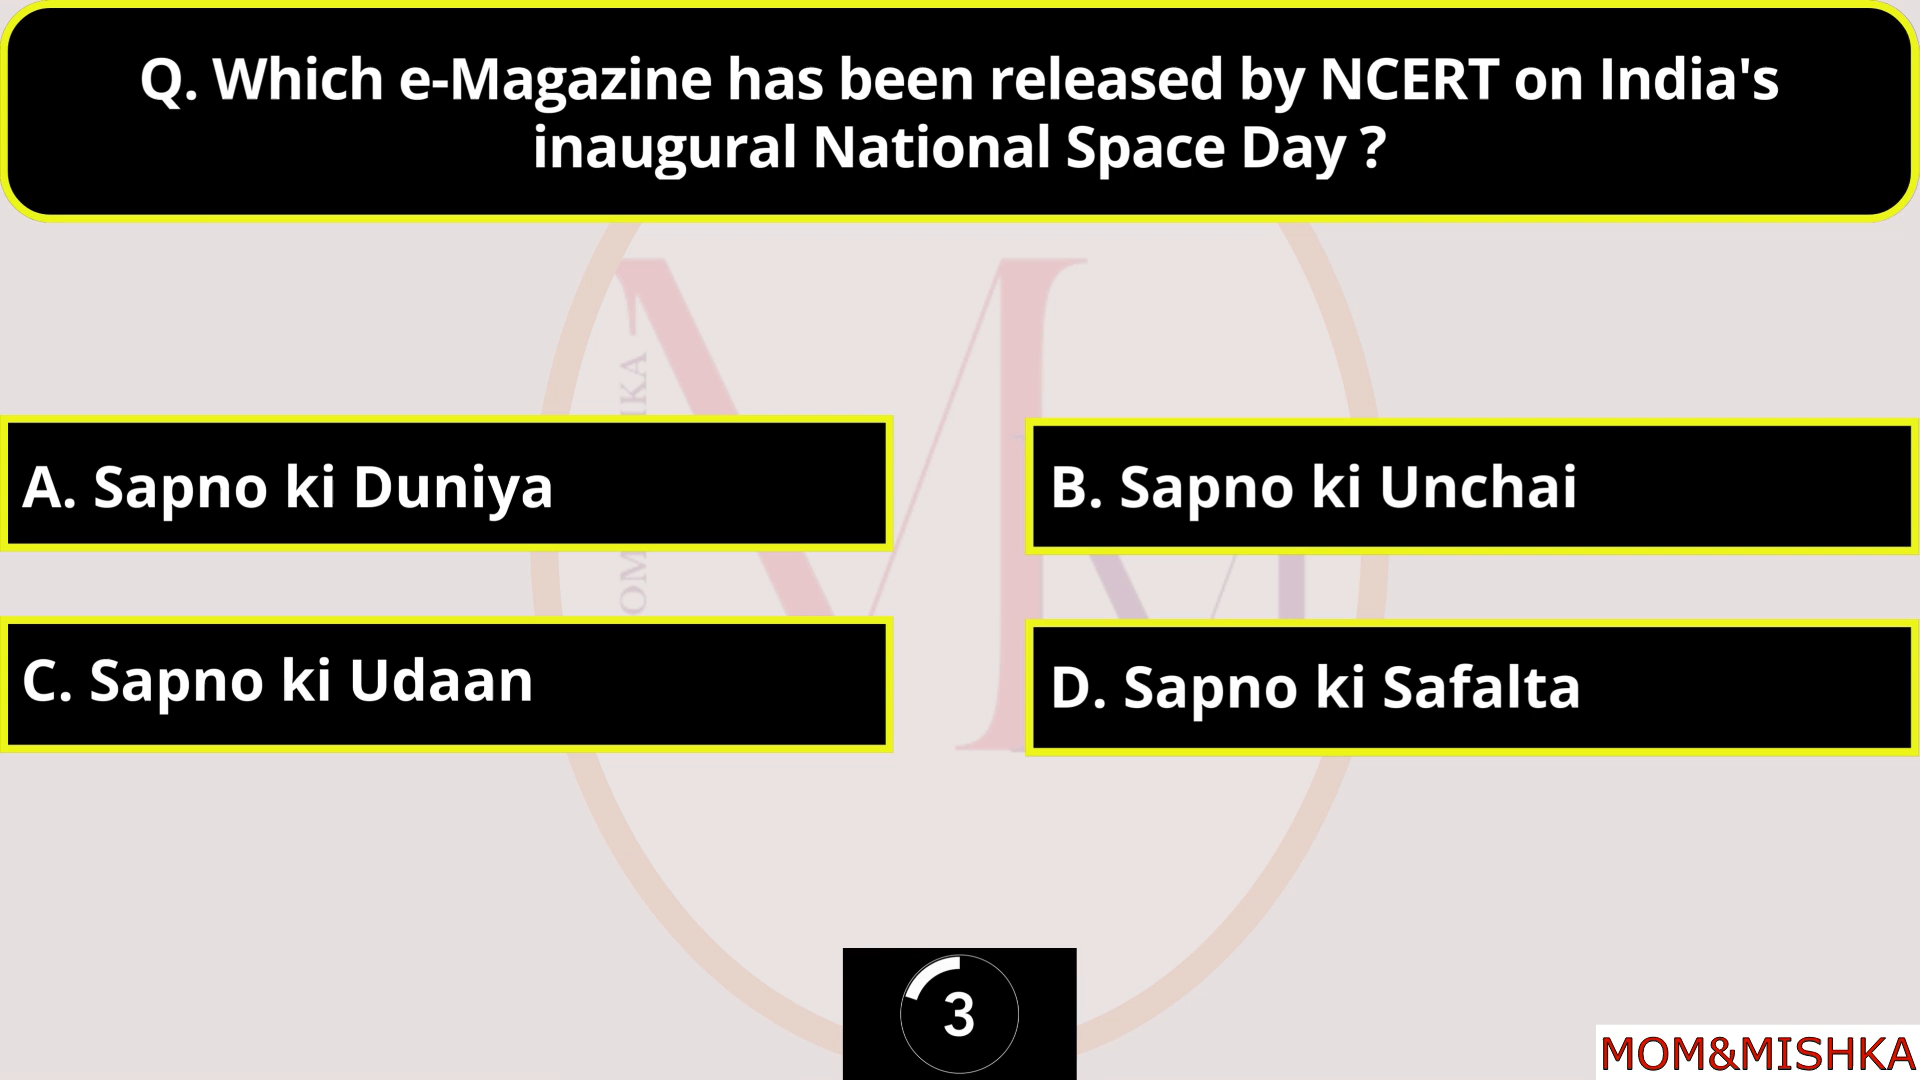 Q. Which e-Magazine has been released by NCERT on India's
inaugural National Space Day ?
A. Sapno ki Duniya
B. Sapno ki Unchai
C. Sapno ki Udaan
D. Sapno ki Safalta
3
MOM&MISHKA